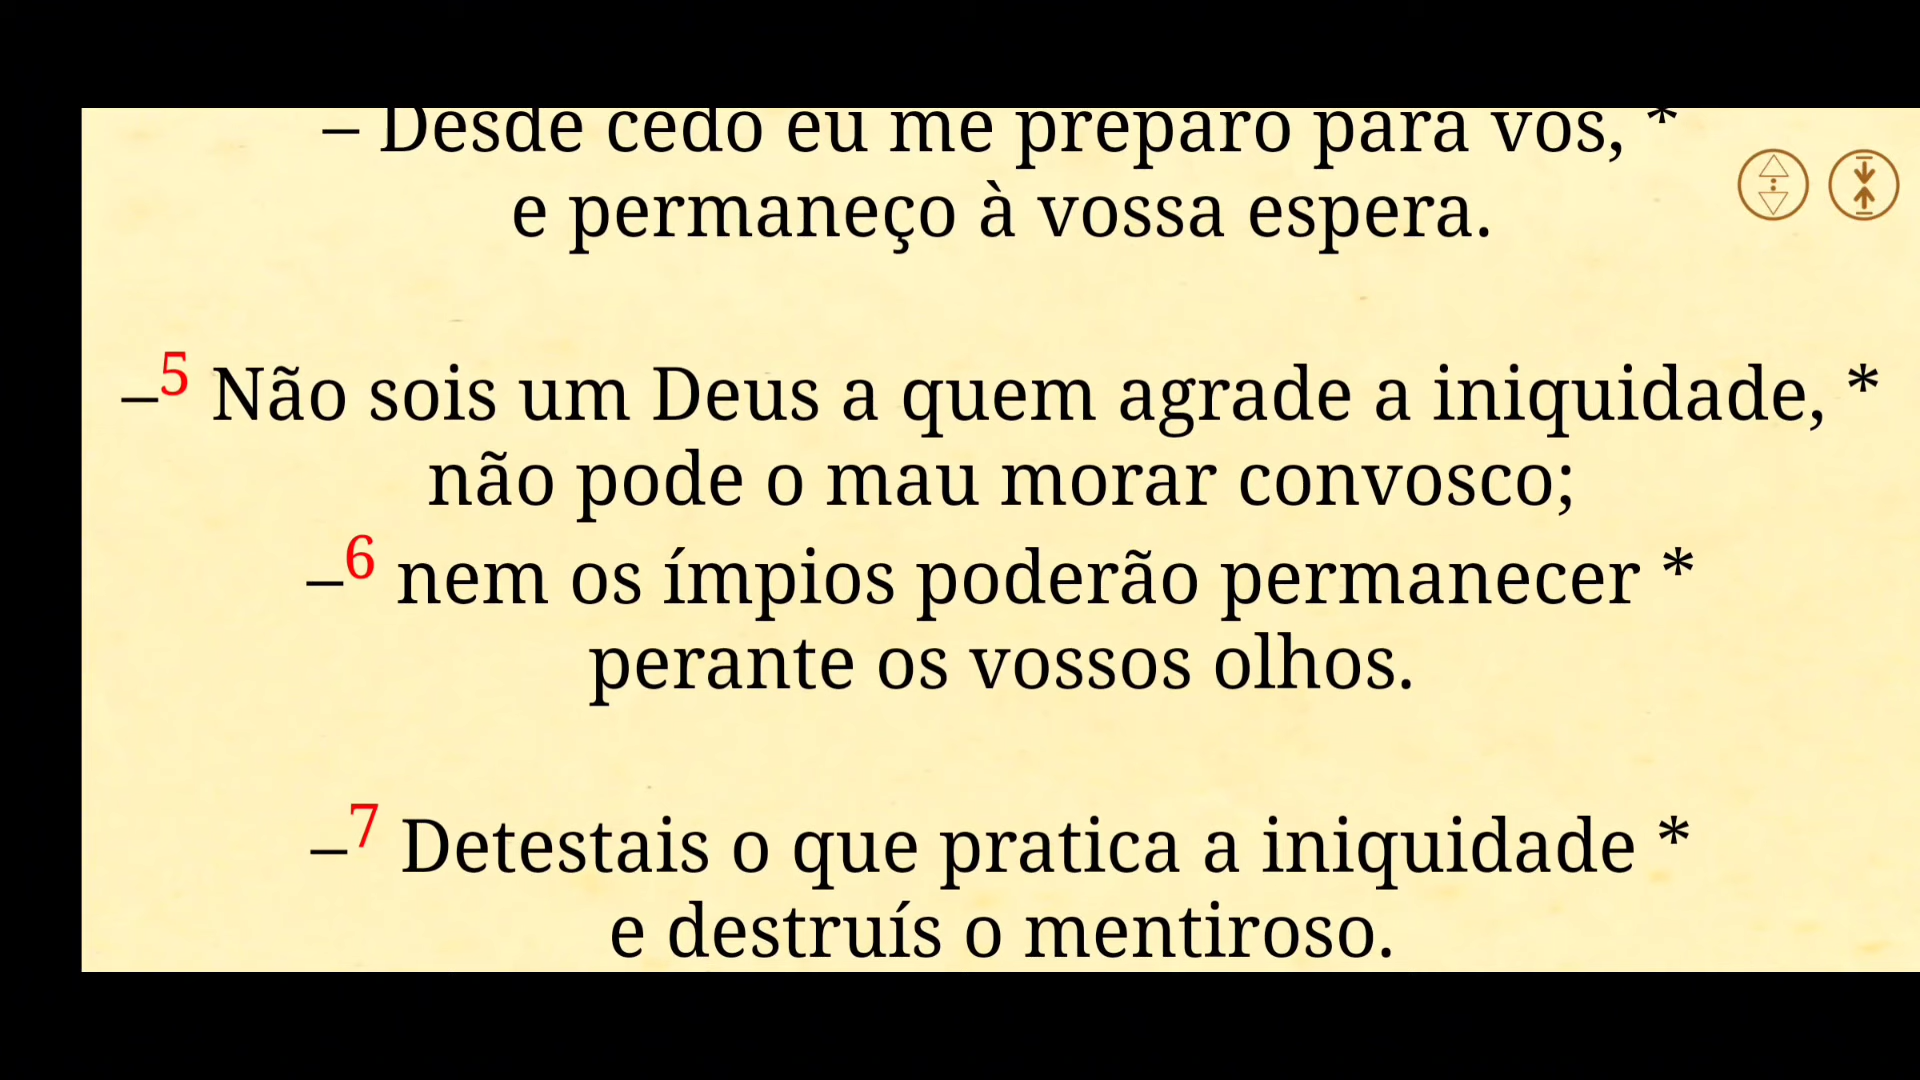 – Desde cedo eu me preparo para vós, *
e permaneço à vossa espera.
–5 Não sois um Deus a quem agrade a iniquidade, *
não pode o mau morar convosco;
–6 nem os ímpios poderão permanecer *
perante os vossos olhos.
–7 Detestais o que pratica a iniquidade *
e destruís o mentiroso.